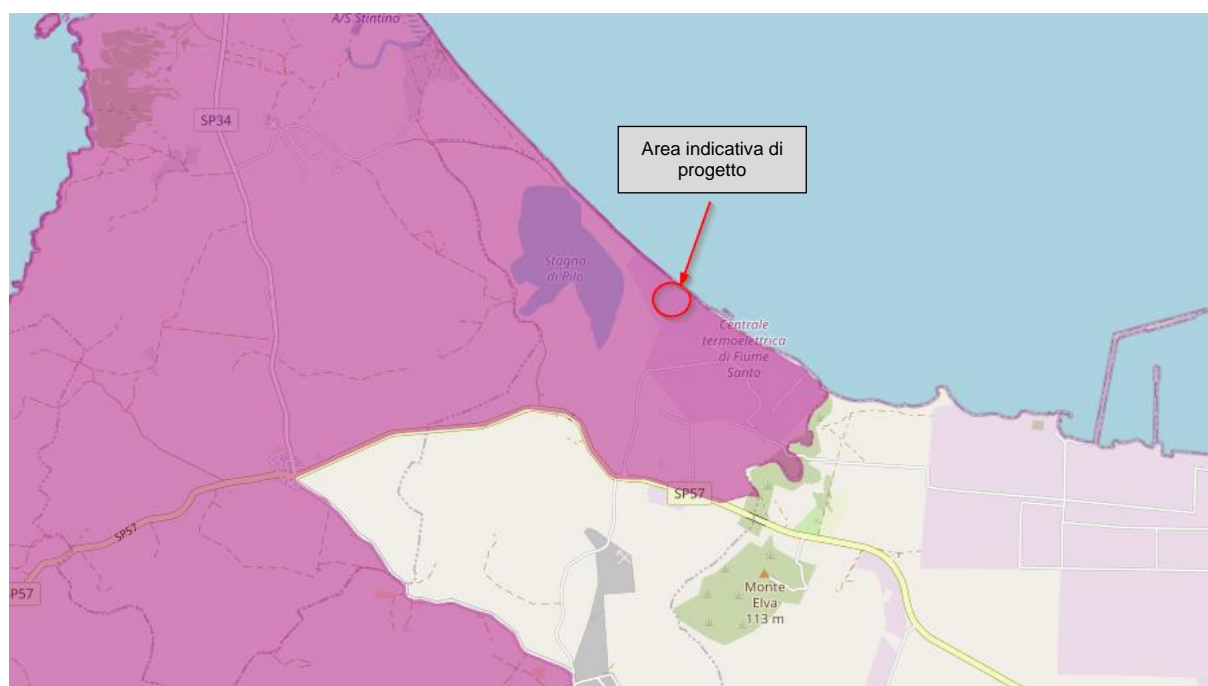 A/S Stintino
SP34
Area indicativa di
progetto
Stagno
di Pilo
Centrale
termoelettrica
di Fiume
Santo
SP57
SP57
P57
Monte
Elva
113 m